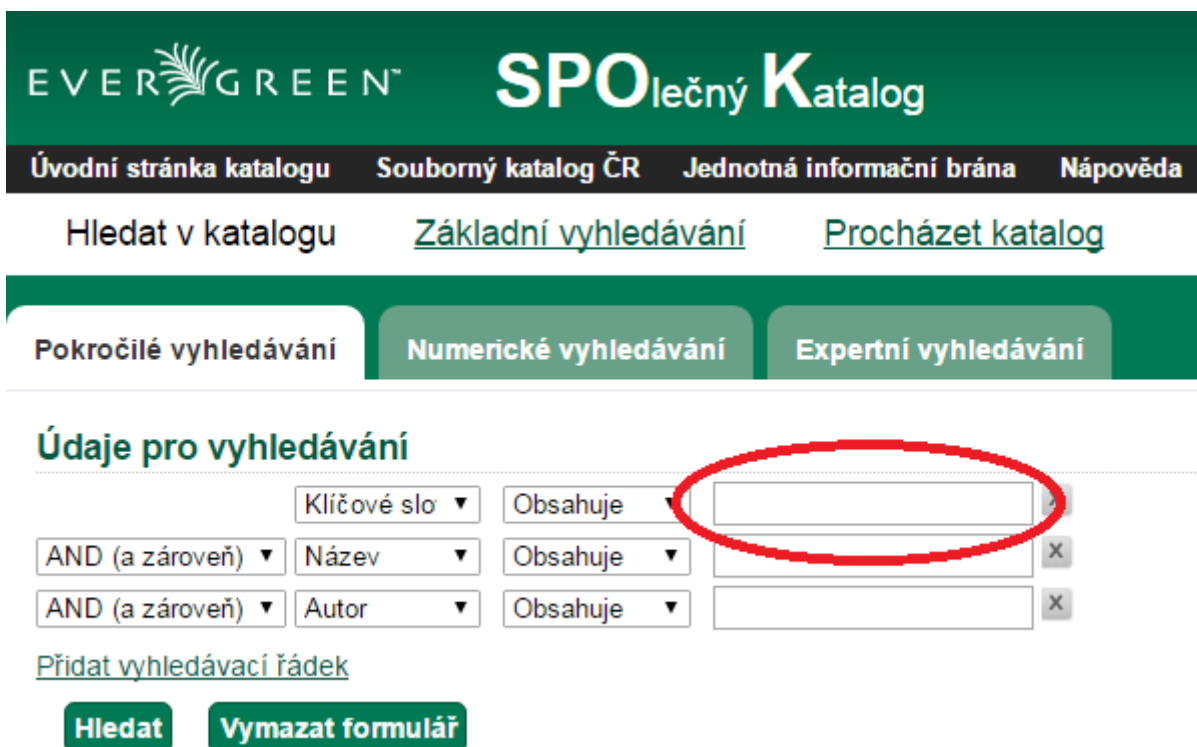 EVERGREEN™ SPOlečný Katalog
Úvodní stránka katalogu Souborný katalog ČR Jednotná informační brána Nápověda
Hledat v katalogu Základní vyhledávání Procházet katalog
Pokročilé vyhledávání Numerické vyhledávání Expertní vyhledávání
Údaje pro vyhledávání
Klíčové slo Obsahuje x
AND (a zároveň) Název Obsahuje x
AND (a zároveň) Autor Obsahuje x
Přidat vyhledávací řádek
Hledat Vymazat formulář